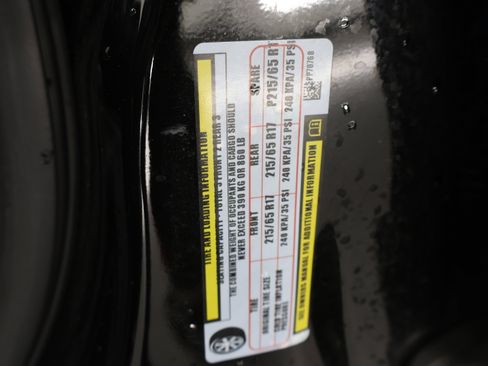 TIRE AND LOADING INFORMATION
SEATING CAPACITY - TOTAL 5 FRONT 2 REAR 3
THE COMBINED WEIGHT OF OCCUPANTS AND CARGO SHOULD
NEVER EXCEED 390 KG OR 860 LB
TIRE FRONT REAR SPARE
ORIGINAL TIRE SIZE 215/65 R17 215/65 R17 P215/65 R17
COLD TIRE INFLATION PRESSURES 240 KPA/35 PSI 240 KPA/35 PSI 240 KPA/35 PSI
SEE OWNERS MANUAL FOR ADDITIONAL INFORMATION